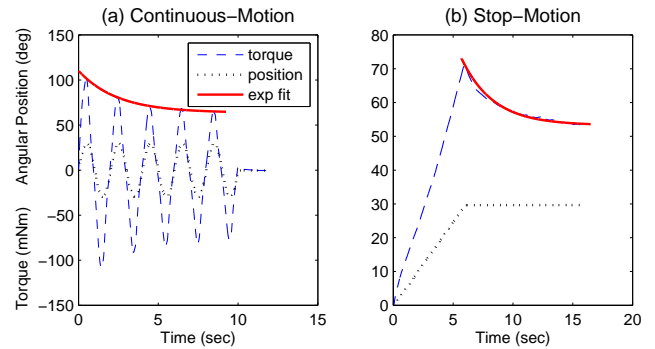 (a) Continuous-Motion
Torque (mNm)
Angular Position (deg)
150
100
50
0
-50
-100
-150
torque
position
exp fit
0
5
10
15
Time (sec)
(b) Stop-Motion
80
70
60
50
40
30
20
10
0
0
5
10
15
20
Time (sec)